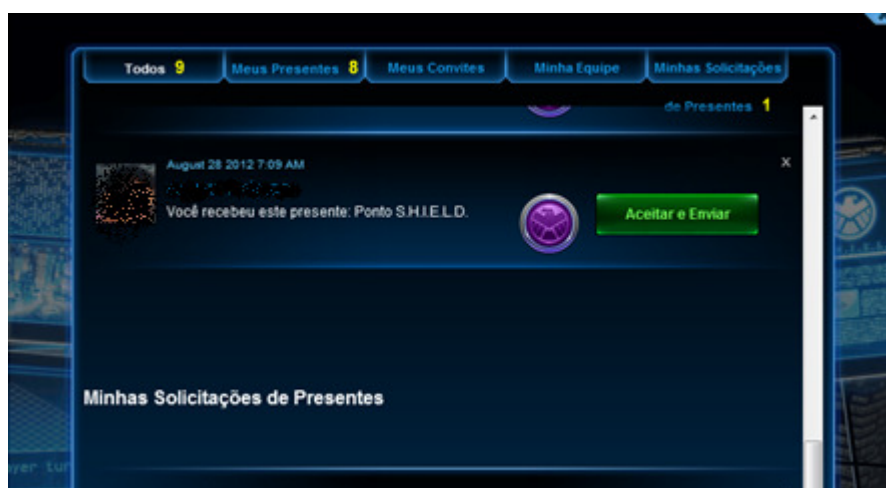 Todos 9 Meus Presentes 8 Meus Convites Minha Equipe Minhas Solicitações
de Presentes 1
August 28 2012 7:09 AM
X
Você recebeu este presente: Ponto S.H.I.E.L.D.
Aceitar e Enviar
Minhas Solicitações de Presentes